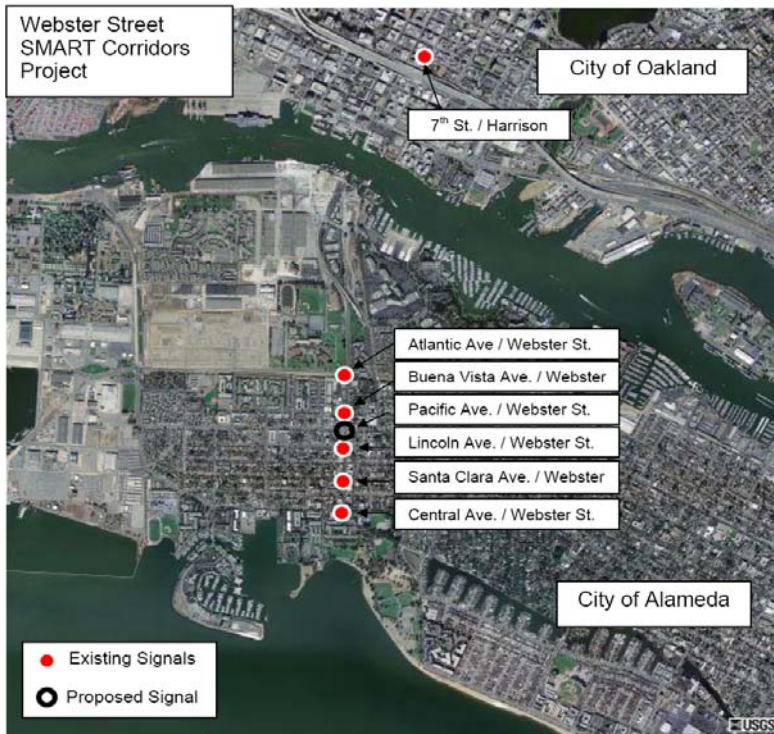 Webster Street
SMART Corridors
Project
City of Oakland
7th St. / Harrison
Atlantic Ave / Webster St.
Buena Vista Ave. / Webster
Pacific Ave. / Webster St.
Lincoln Ave. / Webster St.
Santa Clara Ave. / Webster
Central Ave. / Webster St.
City of Alameda
Existing Signals
Proposed Signal
USGS